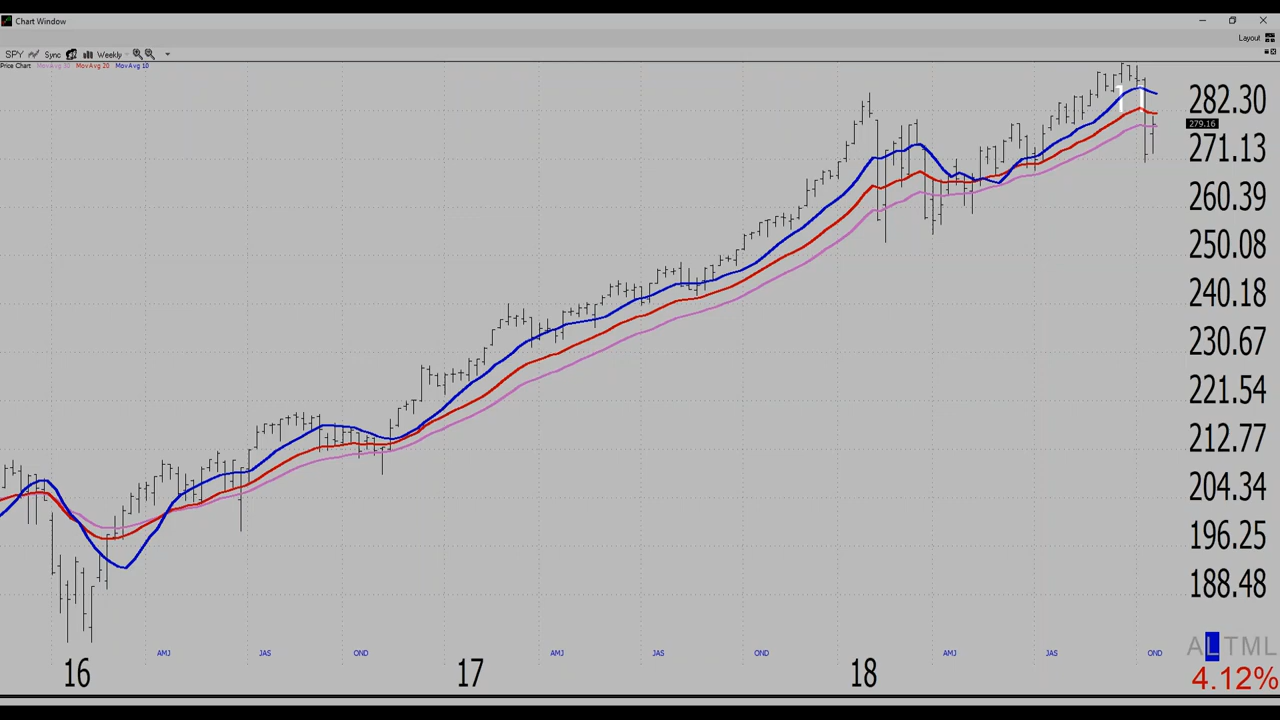 Chart Window
Layout
SPY Sync Weekly
Price Chart MovAvg 30 MovAvg 20 MovAvg 10
282.30
279.16
271.13
260.39
250.08
240.18
230.67
221.54
212.77
204.34
196.25
188.48
ALTML
AMJ JAS OND AMJ JAS OND AMJ JAS OND
16 17 18
4.12%